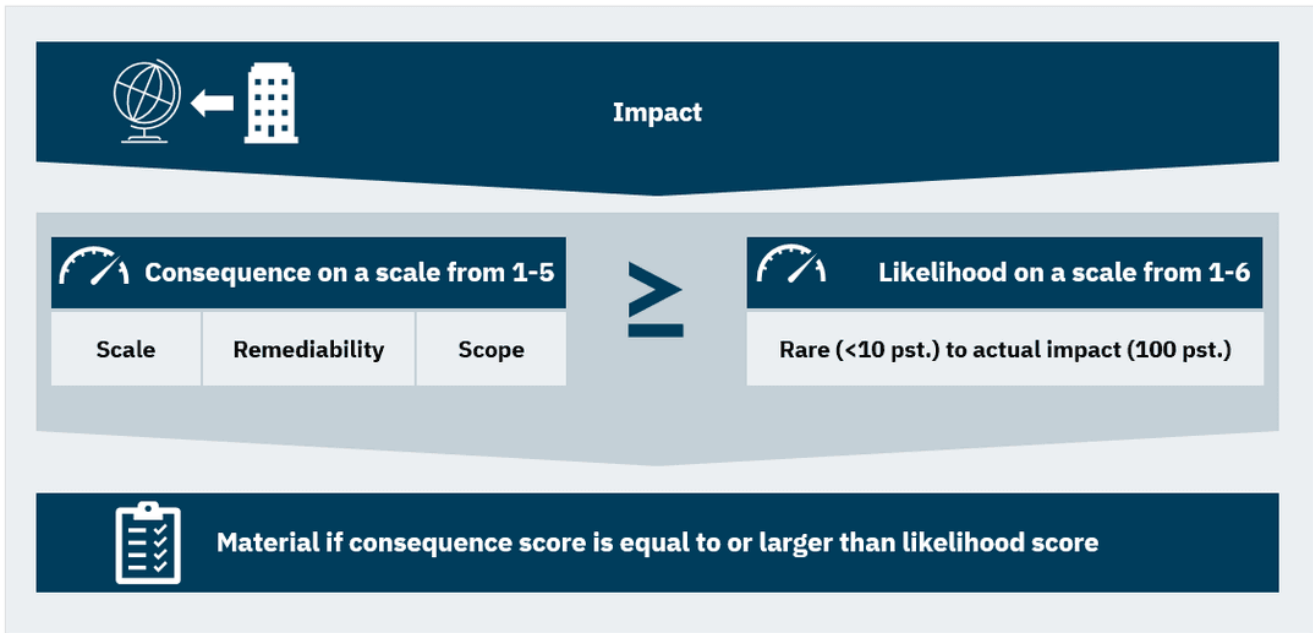 Impact
Consequence on a scale from 1-5
≥
Likelihood on a scale from 1-6
Scale
Remediability
Scope
Rare (<10 pst.) to actual impact (100 pst.)
Material if consequence score is equal to or larger than likelihood score